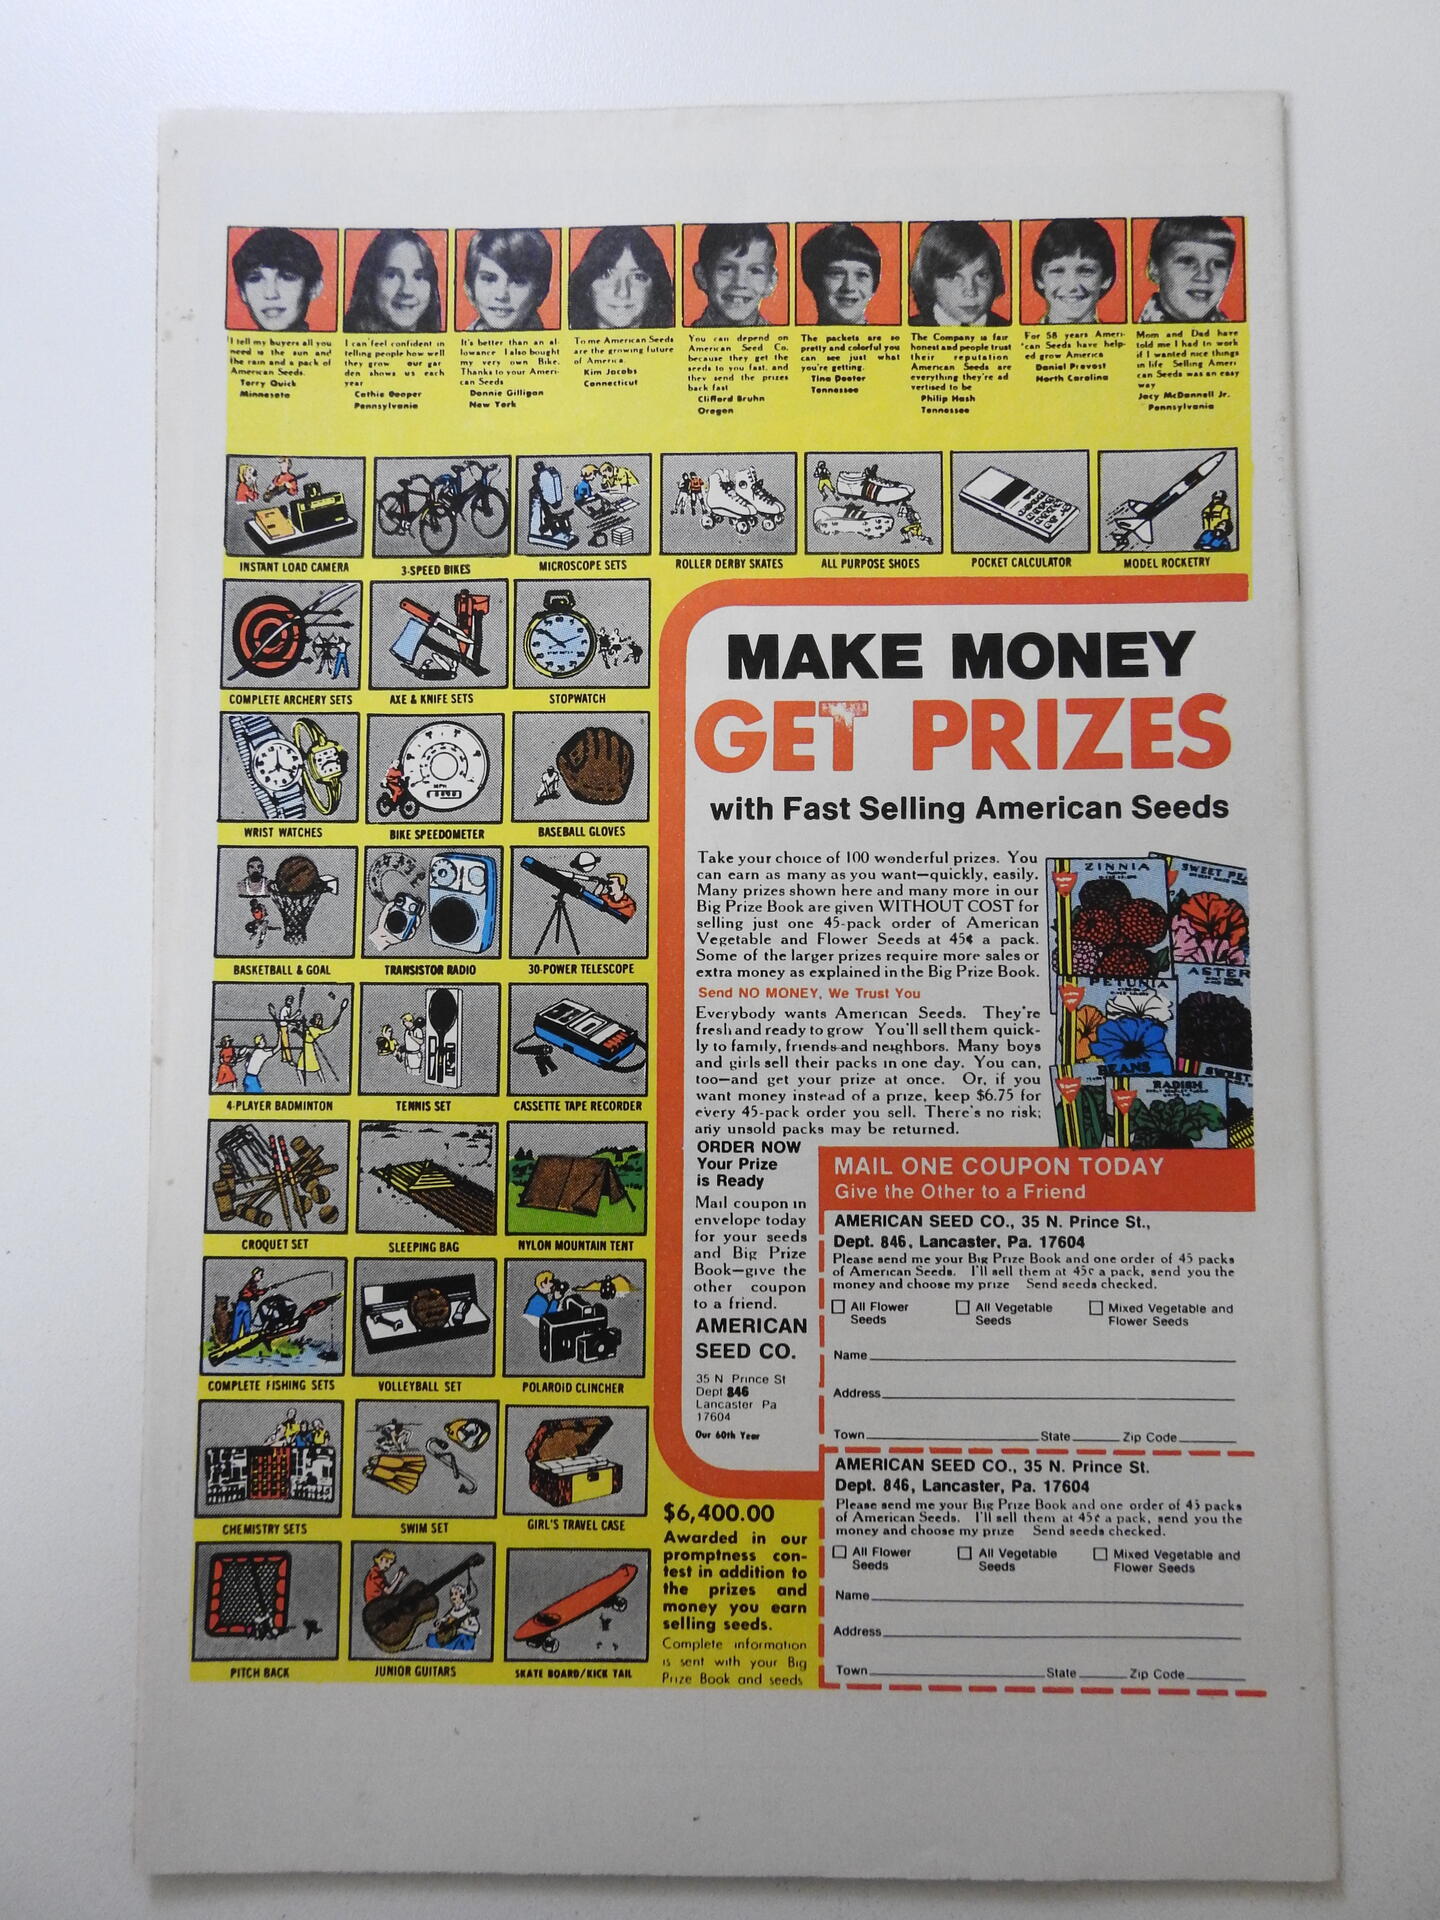 I tell my buyers all you
need is the sun and
the rain and a pack of
American Seeds.
Terry Quick
Minnesota
I can feel confident in
telling people how well
they grow our gar
den shows us each
year
Cathie Cooper
Pennsylvania
It's better than an al-
lowance I also bought
my very own Bike.
Thanks to your Ameri-
can Seeds
Donnie Gilligan
New York
To me American Seeds
are the growing future
of America.
Kim Jacobs
Connecticut
You can depend on
American Seed Co.
because they get the
seeds to you fast, and
they send the prizes
back fast
Clifford Bruhn
Oregon
The packets are so
pretty and colorful you
can see just what
you're getting.
Tina Deeter
Tennessee
The Company is fair
honest and people trust
their reputation
American Seeds are
everything they're ad
vertised to be
Philip Hash
Tennessee
For 58 years Ameri-
can Seeds have help-
ed grow America
Daniel Provost
North Carolina
Mom and Dad have
told me I had to work
if I wanted nice things
in life Selling Ameri-
can Seeds was an easy
way
Jacy McDannell Jr.
Pennsylvania
INSTANT LOAD CAMERA
3-SPEED BIKES
MICROSCOPE SETS
ROLLER DERBY SKATES
ALL PURPOSE SHOES
POCKET CALCULATOR
MODEL ROCKETRY
COMPLETE ARCHERY SETS
AXE & KNIFE SETS
STOPWATCH
WRIST WATCHES
BIKE SPEEDOMETER
BASEBALL GLOVES
BASKETBALL & GOAL
TRANSISTOR RADIO
30-POWER TELESCOPE
4-PLAYER BADMINTON
TENNIS SET
CASSETTE TAPE RECORDER
CROQUET SET
SLEEPING BAG
NYLON MOUNTAIN TENT
COMPLETE FISHING SETS
VOLLEYBALL SET
POLAROID CLINCHER
CHEMISTRY SETS
SWIM SET
GIRL'S TRAVEL CASE
PITCH BACK
JUNIOR GUITARS
SKATE BOARD/KICK TAIL
MAKE MONEY
GET PRIZES
with Fast Selling American Seeds
Take your choice of 100 wonderful prizes. You
can earn as many as you want—quickly, easily.
Many prizes shown here and many more in our
Big Prize Book are given WITHOUT COST for
selling just one 45-pack order of American
Vegetable and Flower Seeds at 45¢ a pack.
Some of the larger prizes require more sales or
extra money as explained in the Big Prize Book.
Send NO MONEY, We Trust You
Everybody wants American Seeds. They're
fresh and ready to grow You'll sell them quick-
ly to family, friends and neighbors. Many boys
and girls sell their packs in one day. You can,
too—and get your prize at once. Or, if you
want money instead of a prize, keep $6.75 for
every 45-pack order you sell. There's no risk;
any unsold packs may be returned.
ZINNIA
SWEET PE
ASTER
PETUNIA
BEANS
RADISH
SWEET
ORDER NOW
Your Prize
is Ready
Mail coupon in
envelope today
for your seeds
and Big Prize
Book—give the
other coupon
to a friend.
AMERICAN
SEED CO.
35 N Prince St
Dept 846
Lancaster Pa
17604
Our 60th Year
$6,400.00
Awarded in our
promptness con-
test in addition to
the prizes and
money you earn
selling seeds.
Complete information
is sent with your Big
Prize Book and seeds
MAIL ONE COUPON TODAY
Give the Other to a Friend
AMERICAN SEED CO., 35 N. Prince St.,
Dept. 846, Lancaster, Pa. 17604
Please send me your Big Prize Book and one order of 45 packs
of American Seeds. I'll sell them at 45¢ a pack, send you the
money and choose my prize Send seeds checked.
All Flower Seeds
All Vegetable Seeds
Mixed Vegetable and Flower Seeds
Name
Address
Town State Zip Code
AMERICAN SEED CO., 35 N. Prince St.
Dept. 846, Lancaster, Pa. 17604
Please send me your Big Prize Book and one order of 45 packs
of American Seeds. I'll sell them at 45¢ a pack, send you the
money and choose my prize Send seeds checked.
All Flower Seeds
All Vegetable Seeds
Mixed Vegetable and Flower Seeds
Name
Address
Town State Zip Code